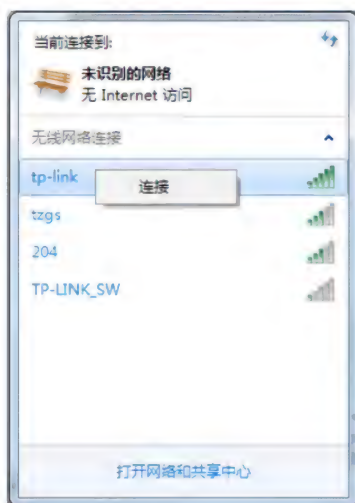 当前连接到:
未识别的网络
无 Internet 访问
无线网络连接
tp-link
连接
tzgs
204
TP-LINK_SW
打开网络和共享中心